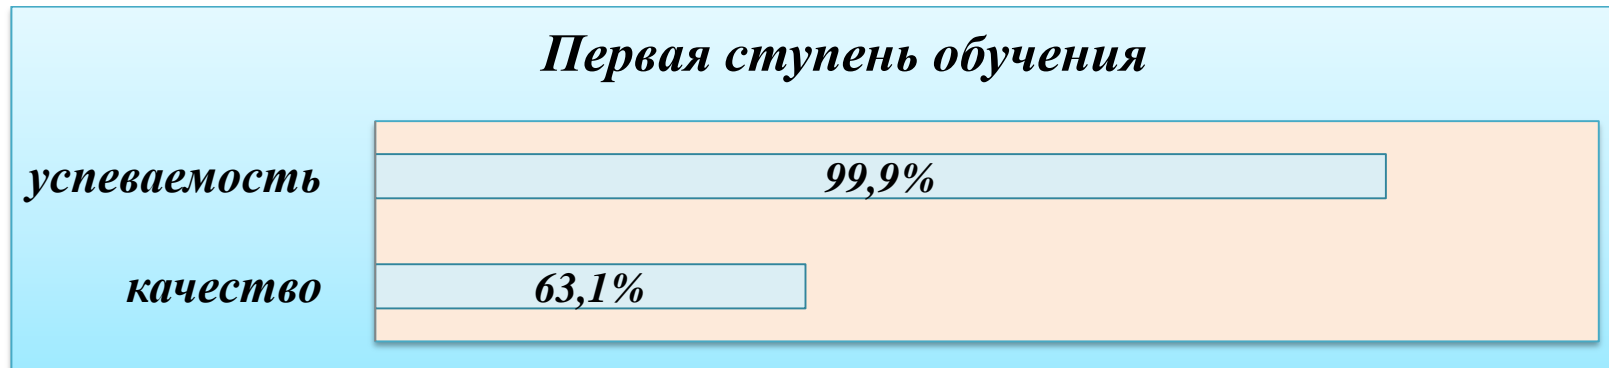 Первая ступень обучения
успеваемость
99,9%
качество
63,1%